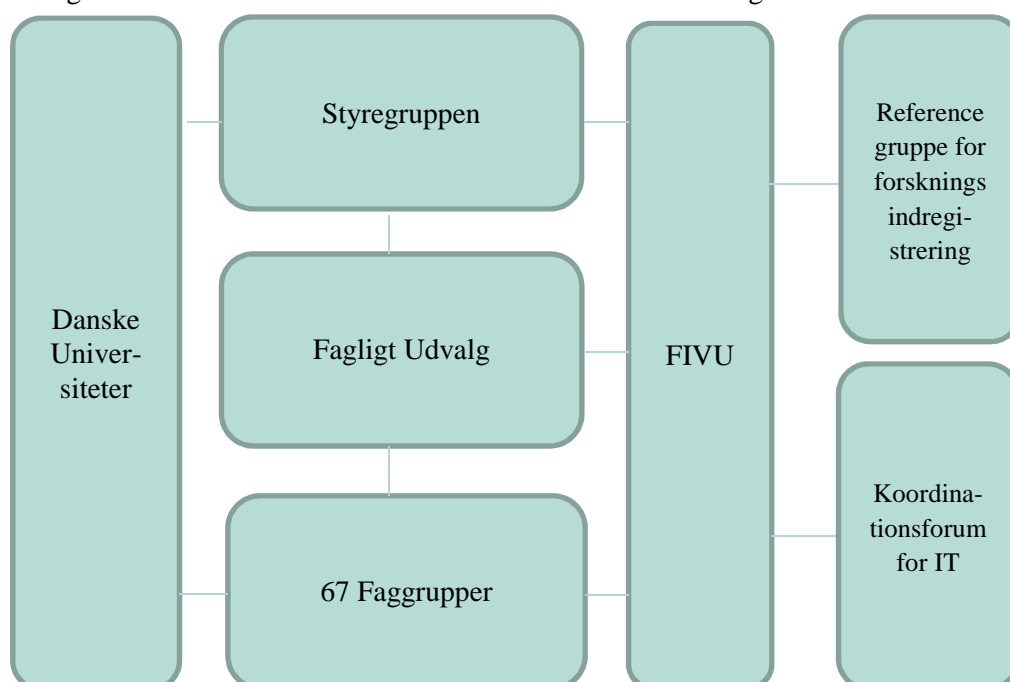 Danske
Univer-
siteter
Styregruppen
Fagligt Udvalg
67 Faggrupper
FIVU
Reference
gruppe for
forsknings
indregi-
strering
Koordina-
tionsforum
for IT